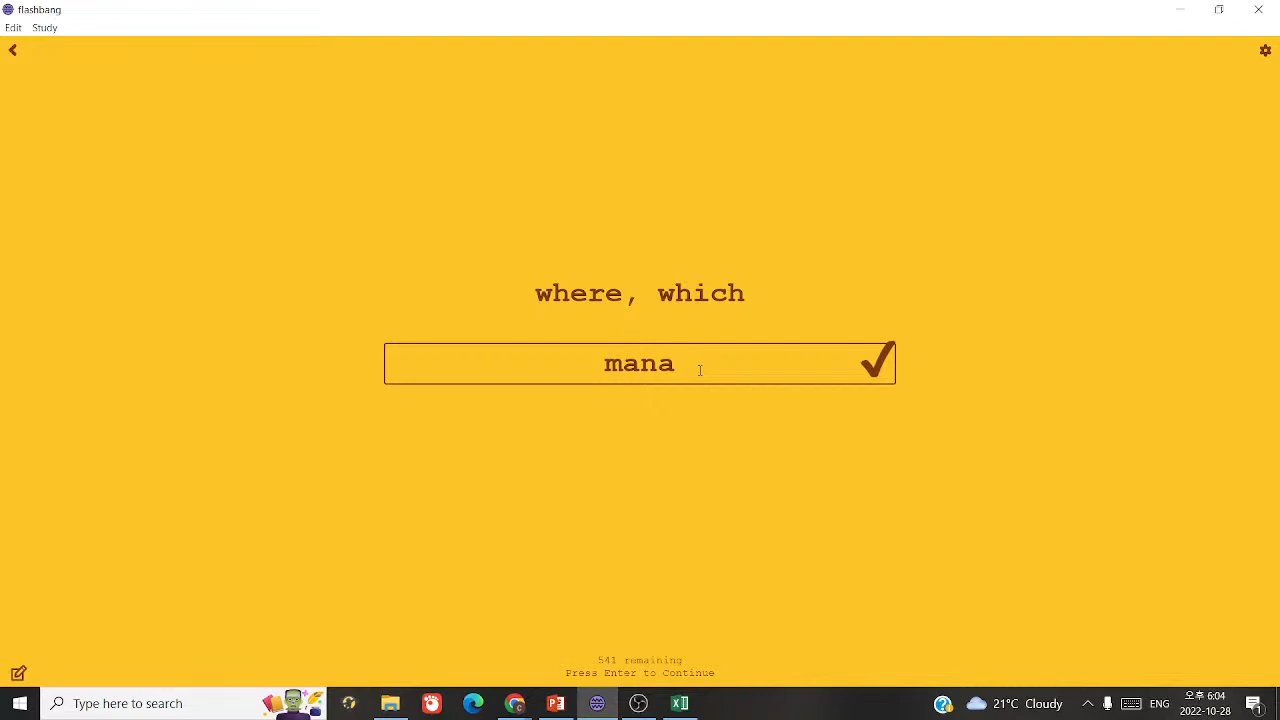 flashbang
Edit Study
where, which
mana
541 remaining
Press Enter to Continue
Type here to search
21°C Cloudy
ENG
오후 6:04
2022-10-28
1